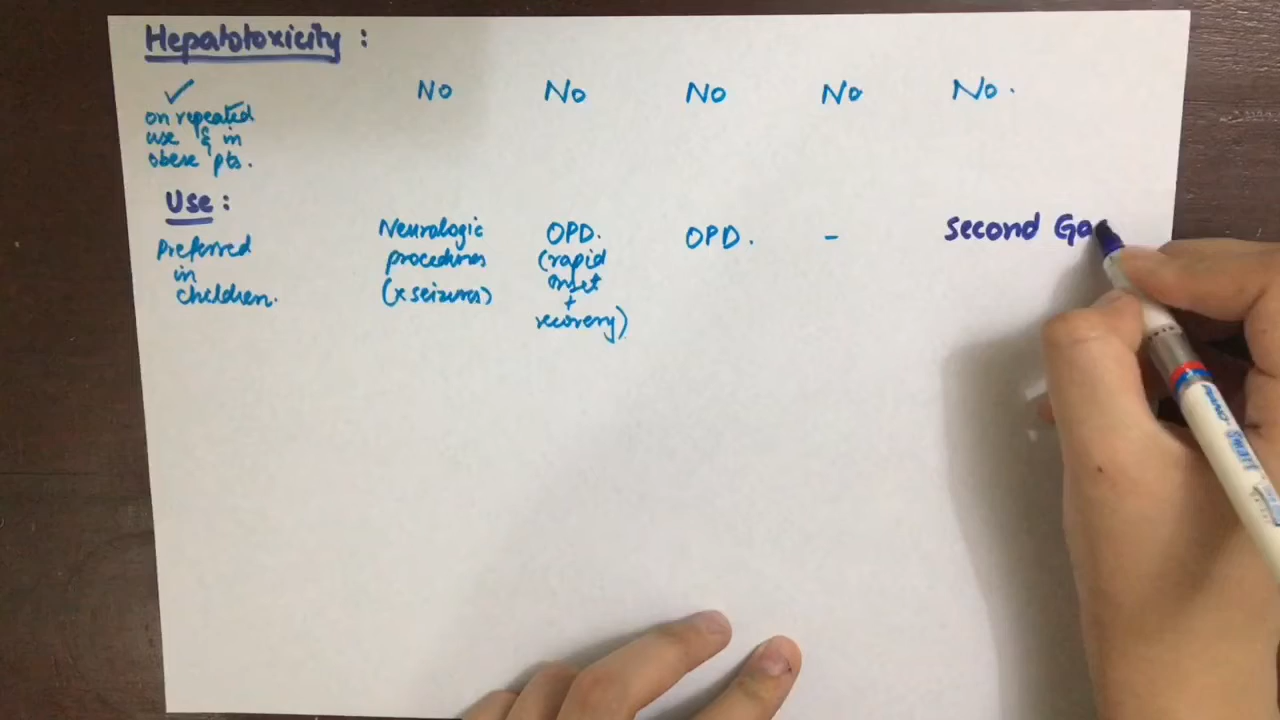 Hepatotoxicity :
✓ No No No No No.
on repeated
use & in
obese pts.
Use :
Preferred
in
children.
Neurologic
procedures
(x seizures)
OPD.
(rapid
onset
+
recovery)
OPD.
-
Second Ga
Smart